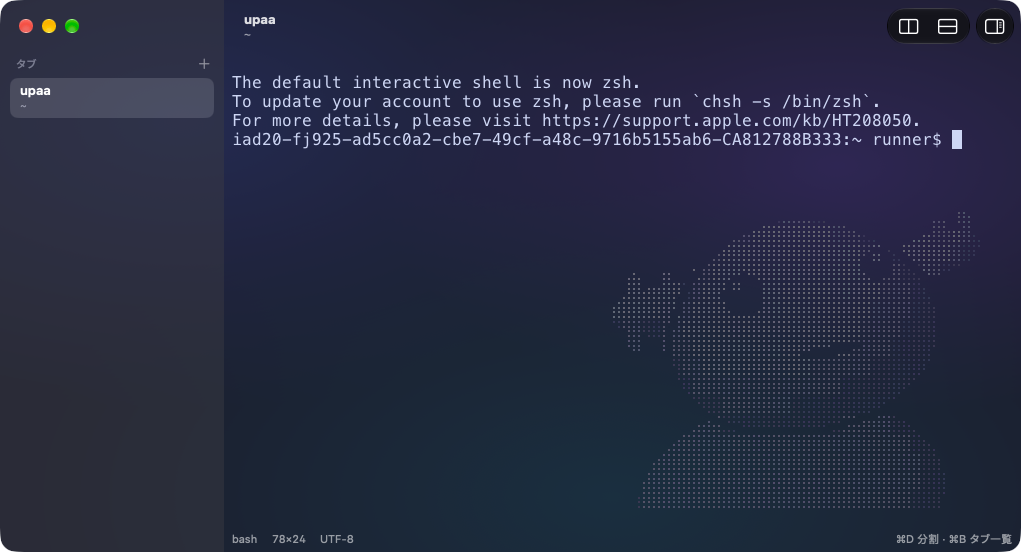 upaa
~
タブ
upaa
~
The default interactive shell is now zsh.
To update your account to use zsh, please run `chsh -s /bin/zsh`.
For more details, please visit https://support.apple.com/kb/HT208050.
iad20-fj925-ad5cc0a2-cbe7-49cf-a48c-9716b5155ab6-CA812788B333:~ runner$
bash 78×24 UTF-8
⌘D 分割 · ⌘B タブ一覧